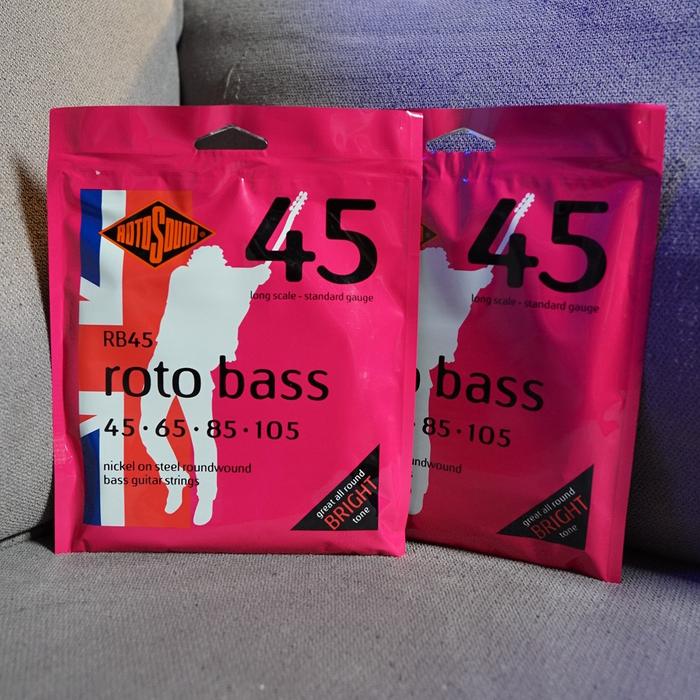 ROTOSOUND®
45
long scale - standard gauge
RB45
roto bass
45 · 65 · 85 · 105
nickel on steel roundwound
bass guitar strings
great all round
BRIGHT
tone
45
long scale - standard gauge
bass
85 · 105
great all round
BRIGHT
tone